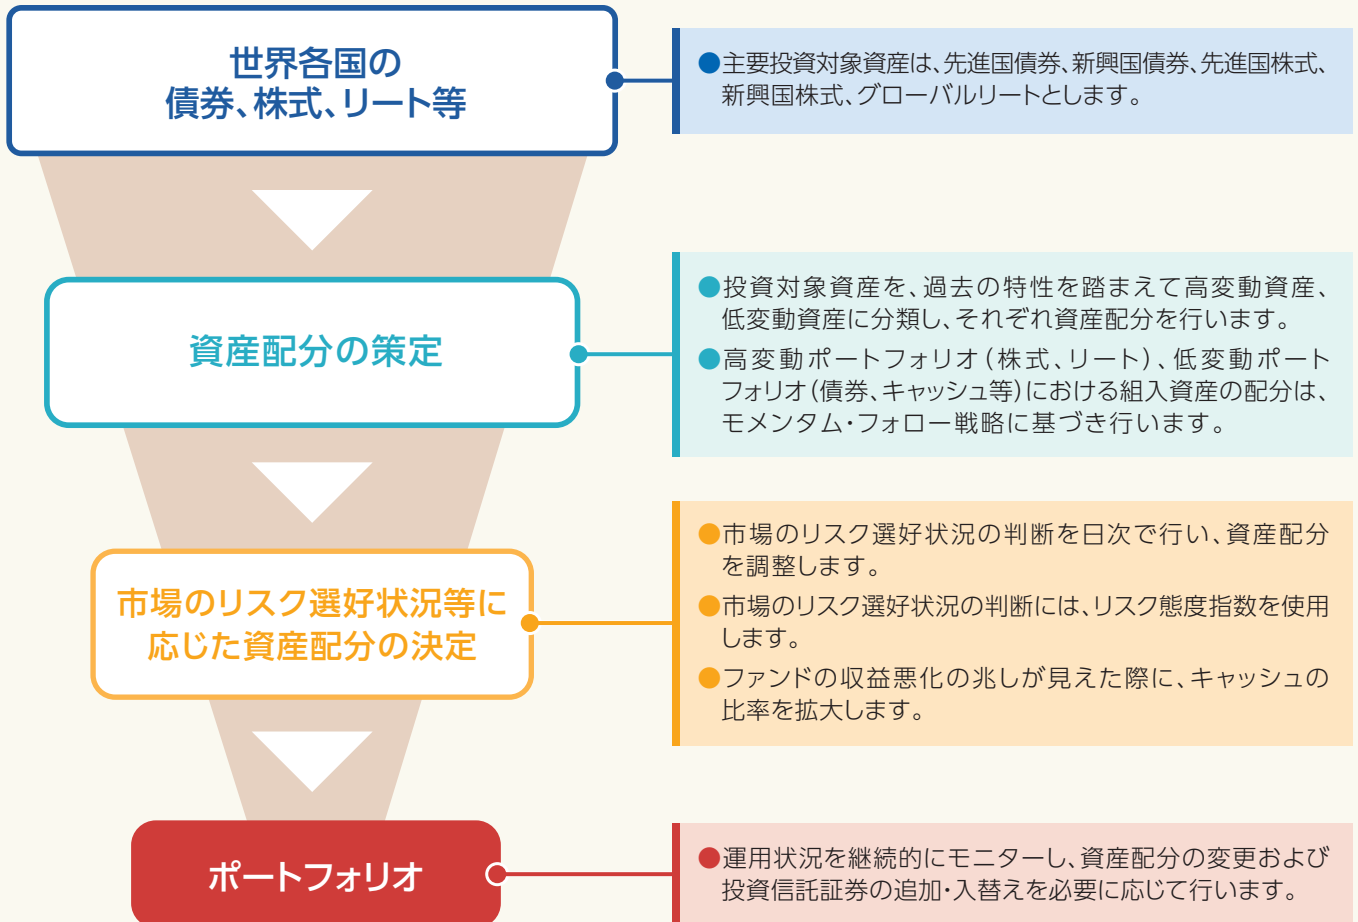 世界各国の
債券、株式、リート等
●主要投資対象資産は、先進国債券、新興国債券、先進国株式、
新興国株式、グローバルリートとします。
資産配分の策定
●投資対象資産を、過去の特性を踏まえて高変動資産、
低変動資産に分類し、それぞれ資産配分を行います。
●高変動ポートフォリオ(株式、リート)、低変動ポート
フォリオ(債券、キャッシュ等)における組入資産の配分は、
モメンタム・フォロー戦略に基づき行います。
市場のリスク選好状況等に
応じた資産配分の決定
●市場のリスク選好状況の判断を日次で行い、資産配分
を調整します。
●市場のリスク選好状況の判断には、リスク態度指数を使用
します。
●ファンドの収益悪化の兆しが見えた際に、キャッシュの
比率を拡大します。
ポートフォリオ
●運用状況を継続的にモニターし、資産配分の変更および
投資信託証券の追加・入替えを必要に応じて行います。